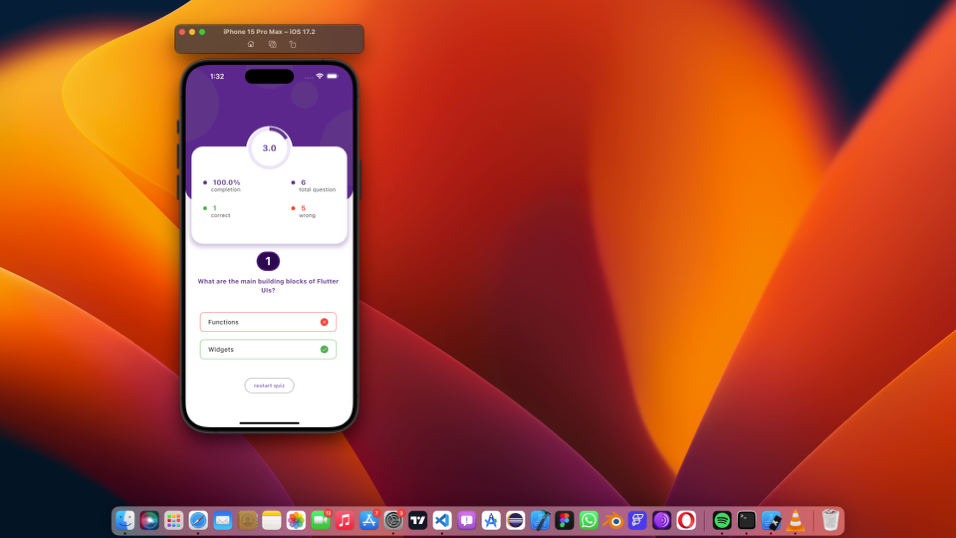 iPhone 15 Pro Max – iOS 17.2
1:32
3.0
100.0%
completion
6
total question
1
correct
5
wrong
1
What are the main building blocks of Flutter
UIs?
Functions
Widgets
restart quiz